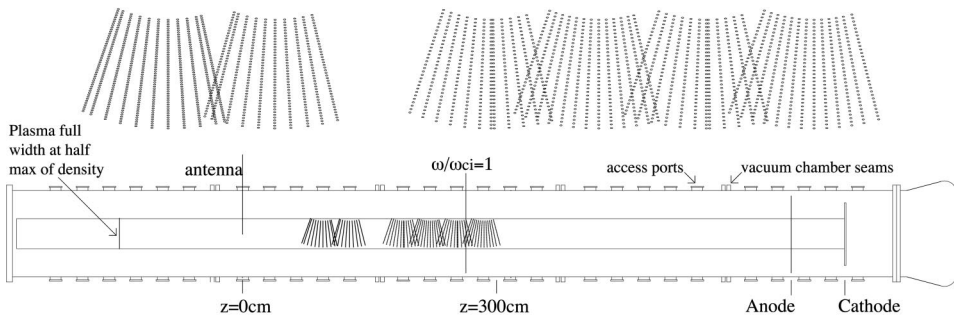 Plasma full
width at half
max of density
antenna
ω/ωci=1
access ports
vacuum chamber seams
z=0cm
z=300cm
Anode
Cathode